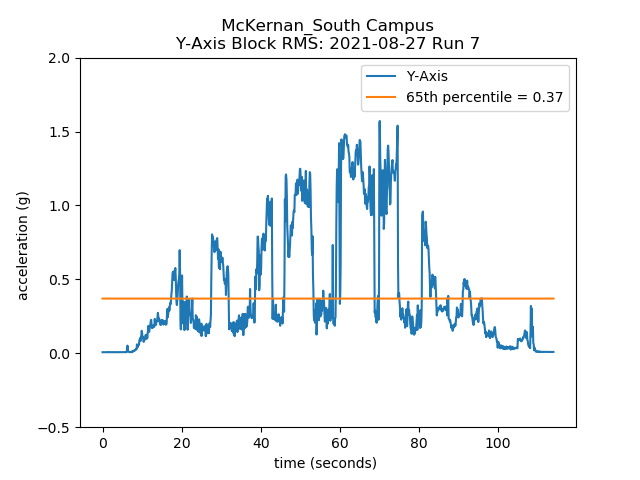 McKernan_South Campus
Y-Axis Block RMS: 2021-08-27 Run 7
Y-Axis
65th percentile = 0.37
2.0
1.5
1.0
0.5
0.0
−0.5
acceleration (g)
0 20 40 60 80 100
time (seconds)